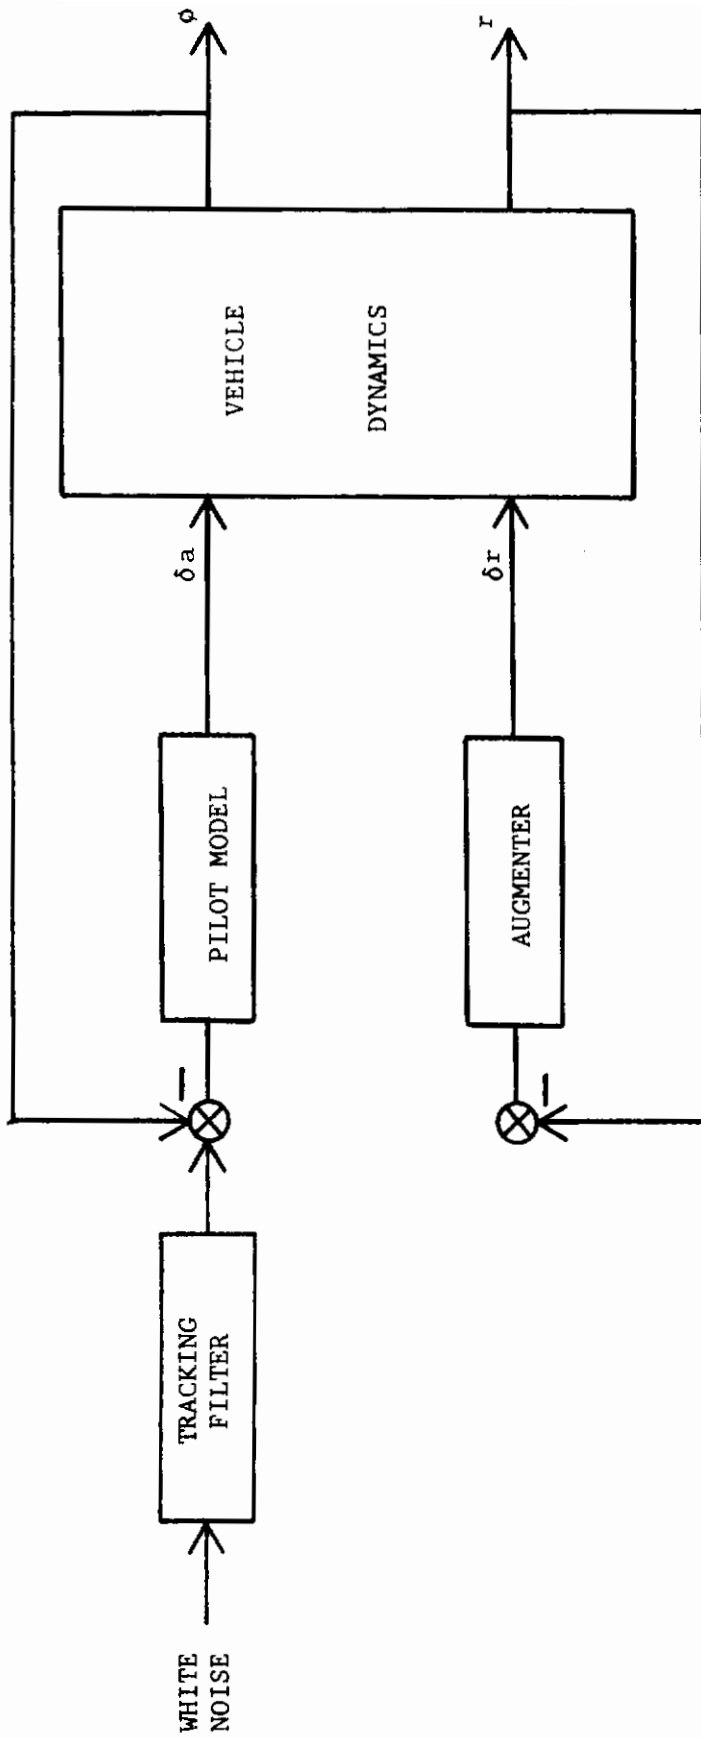 WHITE
NOISE
TRACKING
FILTER
−
PILOT MODEL
δa
VEHICLE
DYNAMICS
φ
−
AUGMENTER
δr
r